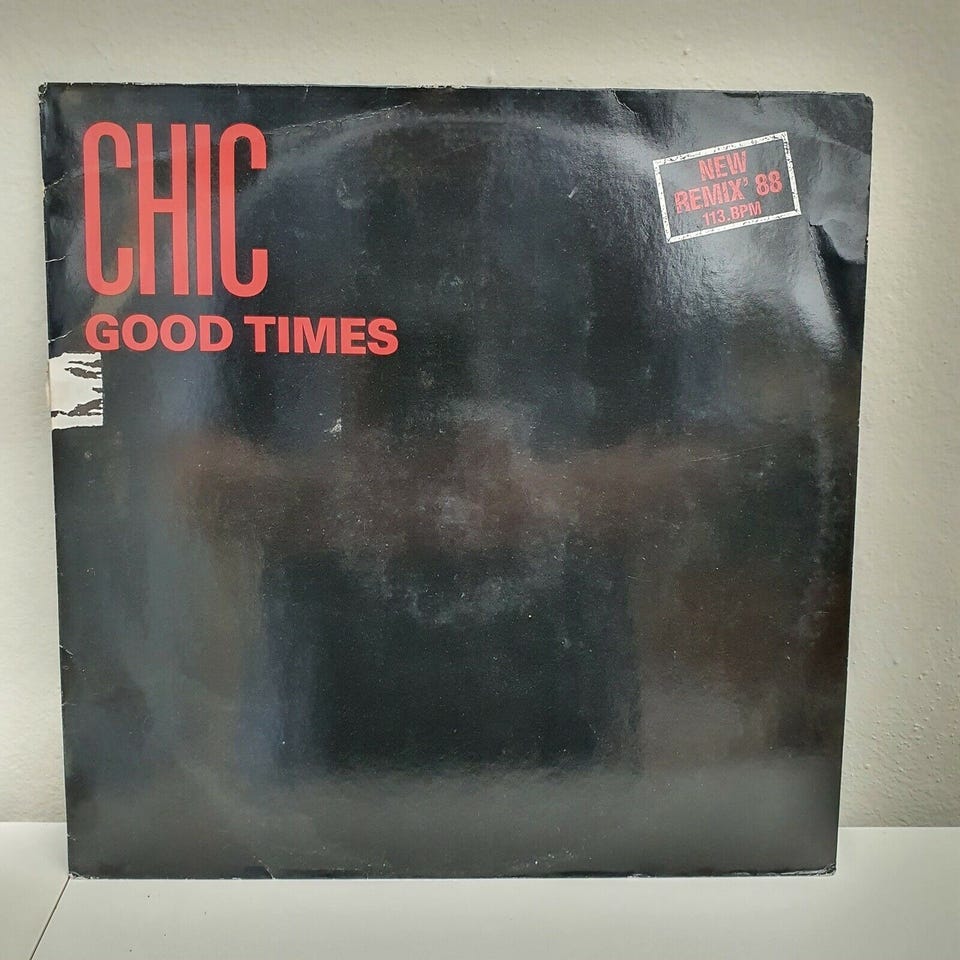 CHIC
GOOD TIMES
NEW
REMIX' 88
113.BPM